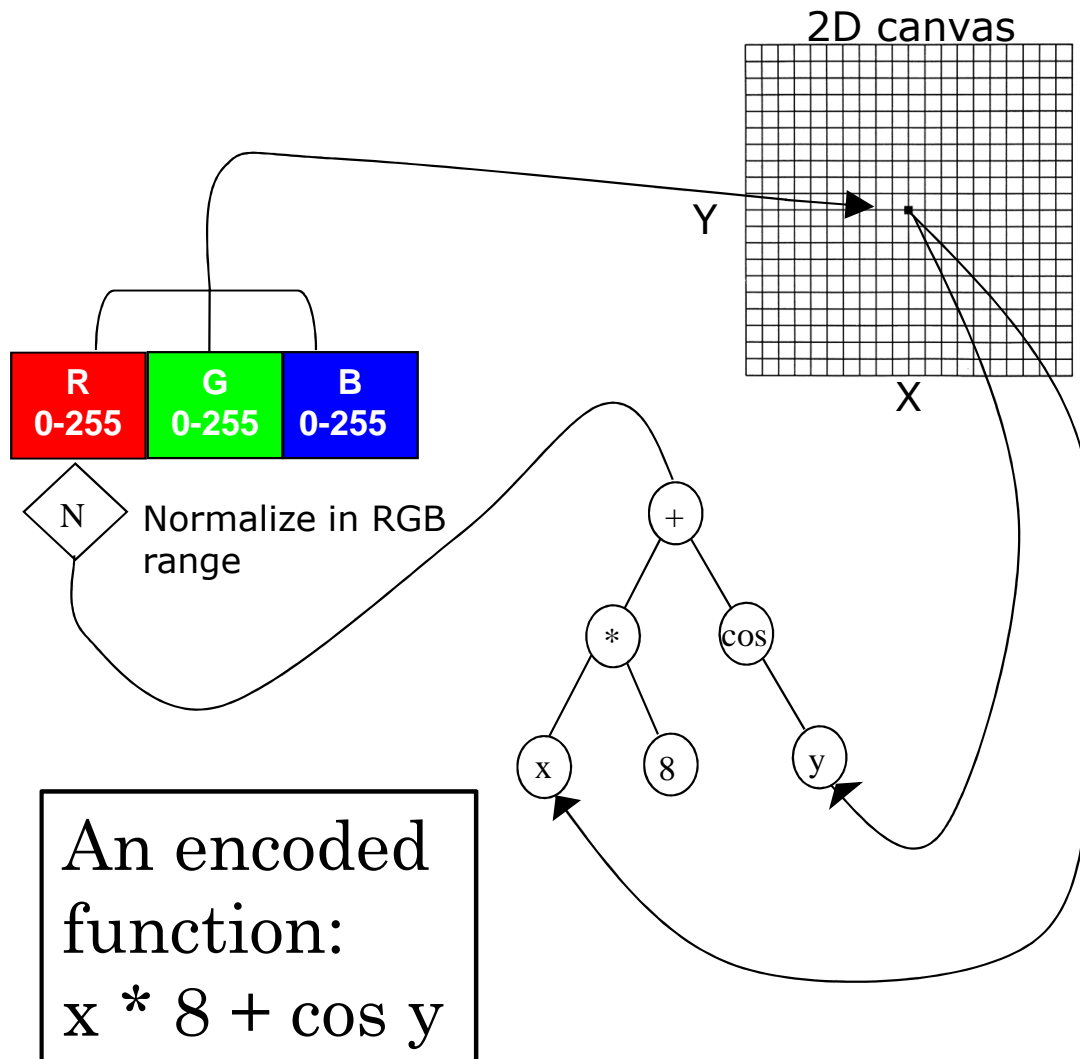 2D canvas
Y
X
R
0-255
G
0-255
B
0-255
N
Normalize in RGB
range
+
*
cos
x
8
y
An encoded
function:
x * 8 + cos y